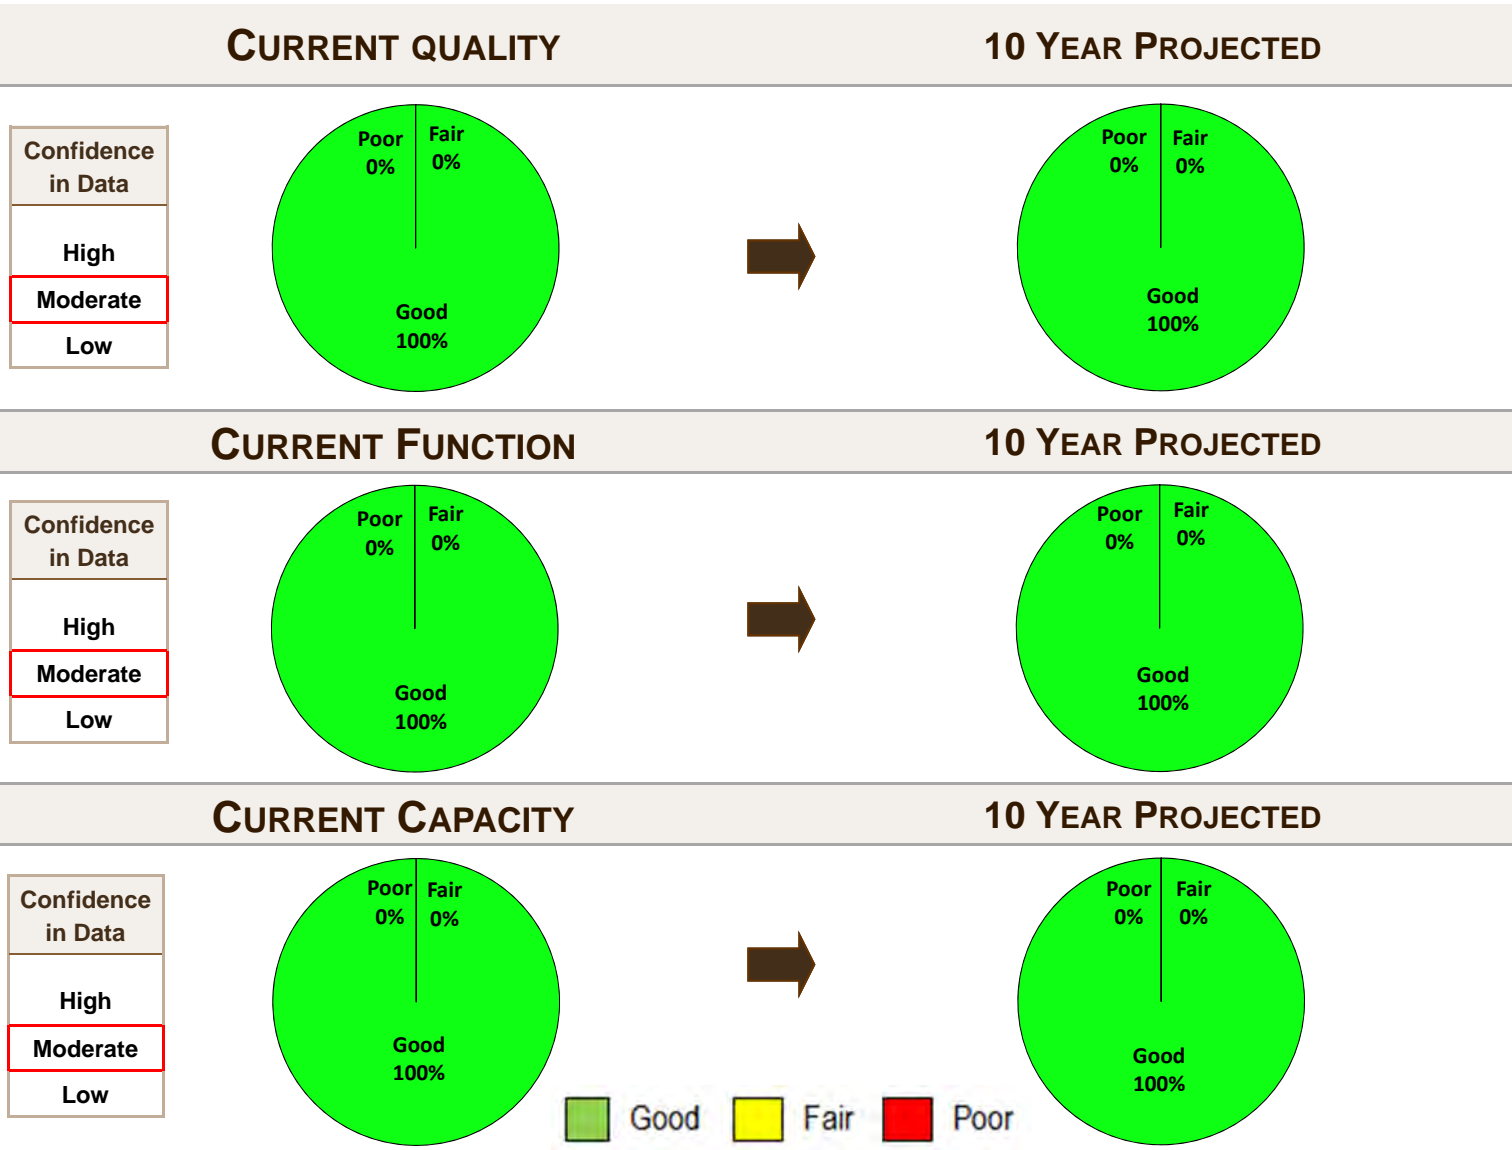 CURRENT QUALITY
10 YEAR PROJECTED
Confidence
in Data
High
Moderate
Low
Poor
0%
Fair
0%
Good
100%
Poor
0%
Fair
0%
Good
100%
CURRENT FUNCTION
10 YEAR PROJECTED
Confidence
in Data
High
Moderate
Low
Poor
0%
Fair
0%
Good
100%
Poor
0%
Fair
0%
Good
100%
CURRENT CAPACITY
10 YEAR PROJECTED
Confidence
in Data
High
Moderate
Low
Poor
0%
Fair
0%
Good
100%
Poor
0%
Fair
0%
Good
100%
Good
Fair
Poor